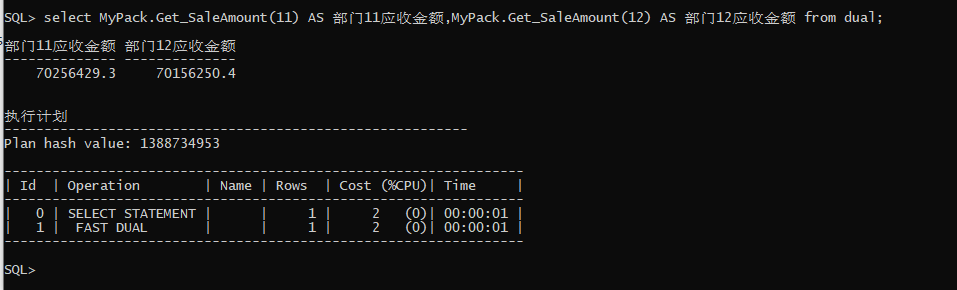 SQL> select MyPack.Get_SaleAmount(11) AS 部门11应收金额,MyPack.Get_SaleAmount(12) AS 部门12应收金额 from dual;
部门11应收金额 部门12应收金额
-------------- --------------
    70256429.3     70156250.4
执行计划
----------------------------------------------------------
Plan hash value: 1388734953
-----------------------------------------------------------------
| Id  | Operation        | Name | Rows  | Cost (%CPU)| Time     |
-----------------------------------------------------------------
|   0 | SELECT STATEMENT |      |     1 |     2   (0)| 00:00:01 |
|   1 |  FAST DUAL       |      |     1 |     2   (0)| 00:00:01 |
-----------------------------------------------------------------
SQL>